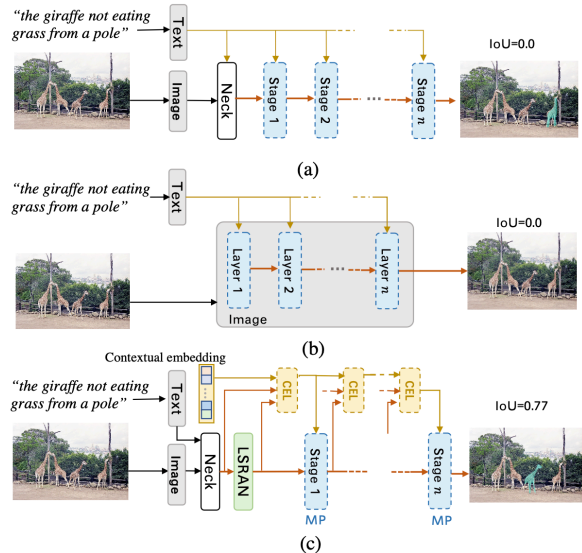 “the giraffe not eating
grass from a pole”
Text
IoU=0.0
Image
Neck
Stage 1
Stage 2
Stage n
(a)
“the giraffe not eating
grass from a pole”
Text
IoU=0.0
Layer 1
Layer 2
Layer n
Image
(b)
Contextual embedding
“the giraffe not eating
grass from a pole”
Text
CEL
CEL
CEL
IoU=0.77
Image
Neck
LSRAN
Stage 1
Stage n
MP
MP
(c)